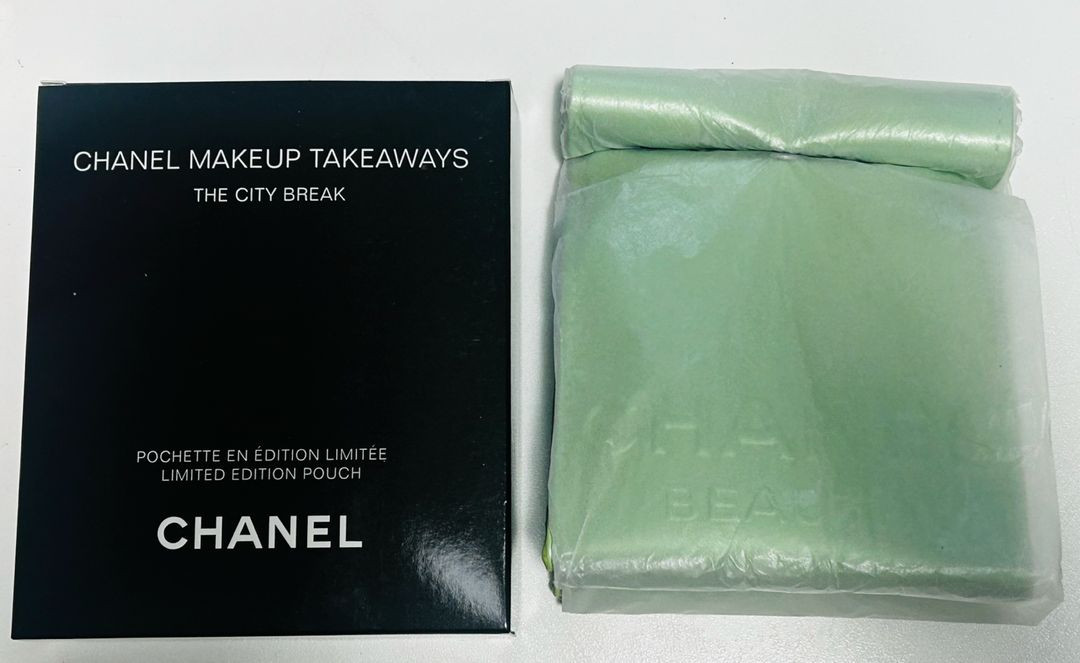 CHANEL MAKEUP TAKEAWAYS
THE CITY BREAK
POCHETTE EN ÉDITION LIMITÉE
LIMITED EDITION POUCH
CHANEL